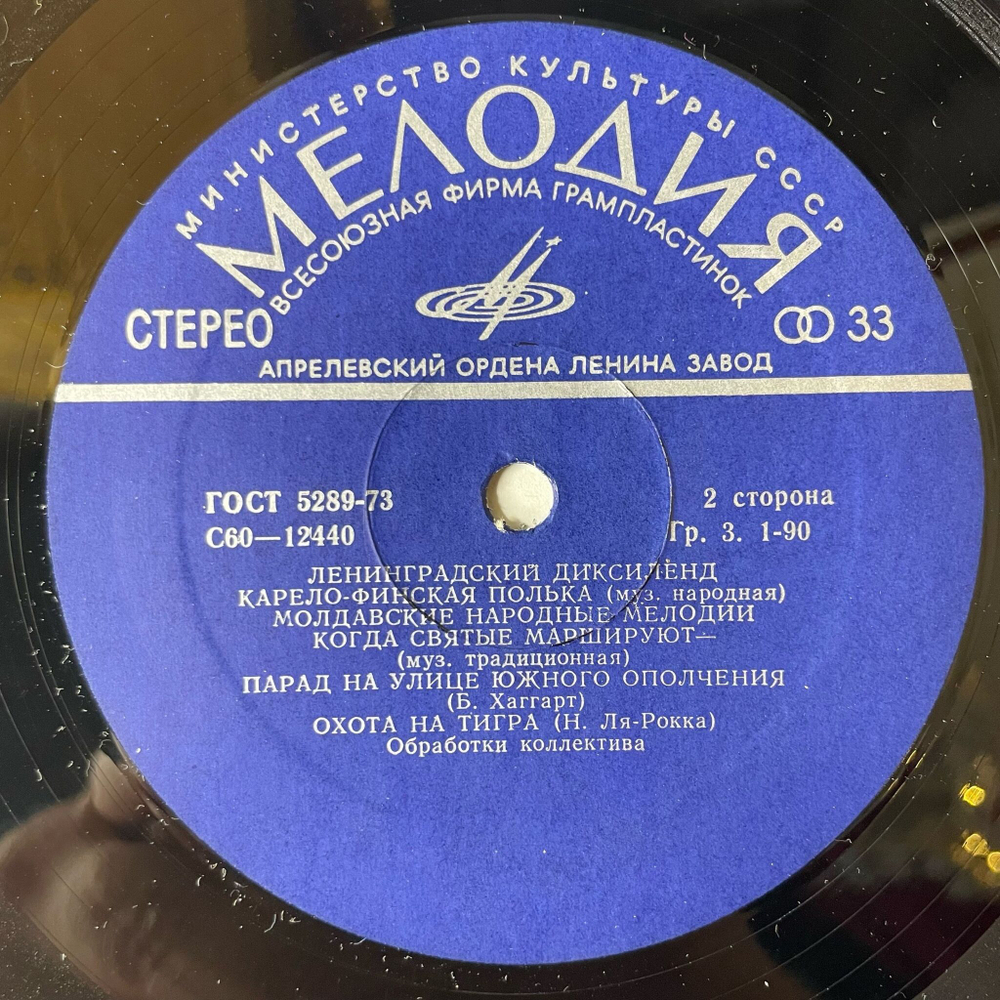 МИНИСТЕРСТВО КУЛЬТУРЫ СССР
МЕЛОДИЯ
ВСЕСОЮЗНАЯ ФИРМА ГРАМПЛАСТИНОК
СТЕРЕО
33
АПРЕЛЕВСКИЙ ОРДЕНА ЛЕНИНА ЗАВОД
ГОСТ 5289-73
2 сторона
С60—12440
Гр. 3. 1-90
ЛЕНИНГРАДСКИЙ ДИКСИЛЕНД
КАРЕЛО-ФИНСКАЯ ПОЛЬКА (муз. народная)
МОЛДАВСКИЕ НАРОДНЫЕ МЕЛОДИИ
КОГДА СВЯТЫЕ МАРШИРУЮТ—
(муз. традиционная)
ПАРАД НА УЛИЦЕ ЮЖНОГО ОПОЛЧЕНИЯ
(Б. Хаггарт)
ОХОТА НА ТИГРА (Н. Ля-Рокка)
Обработки коллектива